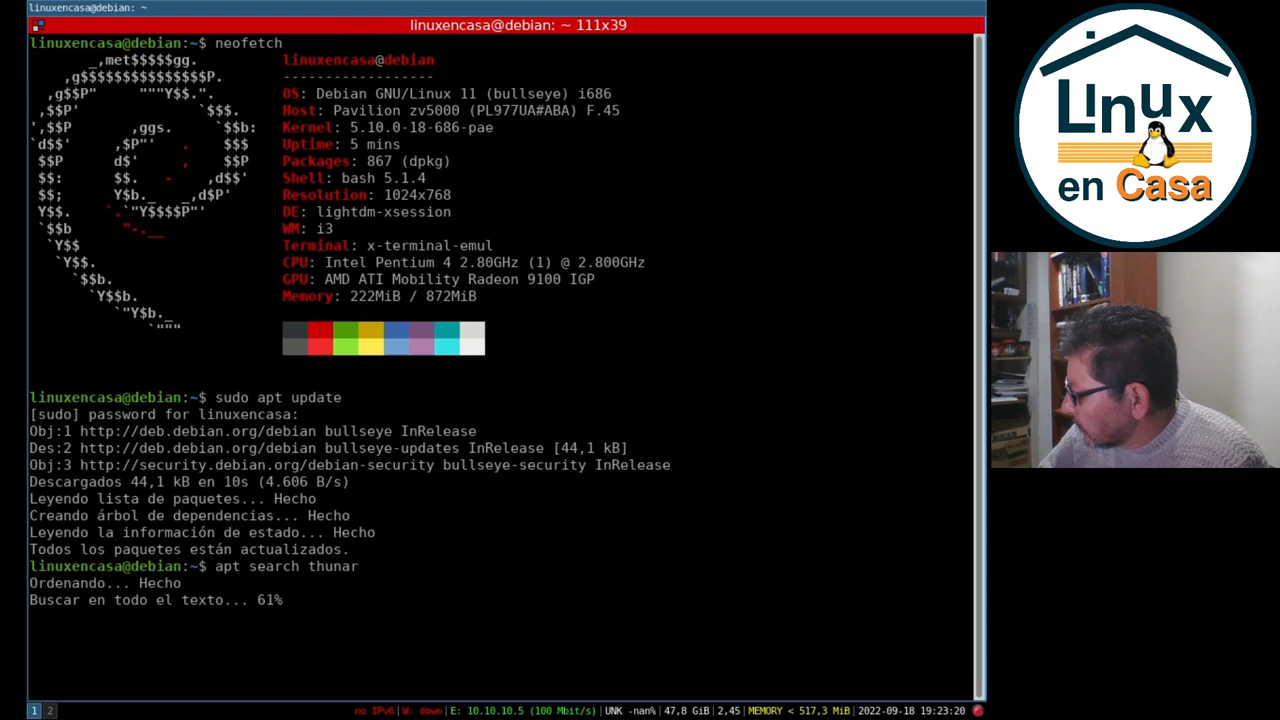 linuxencasa@debian: ~
linuxencasa@debian: ~ 111x39
linuxencasa@debian:~$ neofetch
linuxencasa@debian
------------------
OS: Debian GNU/Linux 11 (bullseye) i686
Host: Pavilion zv5000 (PL977UA#ABA) F.45
Kernel: 5.10.0-18-686-pae
Uptime: 5 mins
Packages: 867 (dpkg)
Shell: bash 5.1.4
Resolution: 1024x768
DE: lightdm-xsession
WM: i3
Terminal: x-terminal-emul
CPU: Intel Pentium 4 2.80GHz (1) @ 2.800GHz
GPU: AMD ATI Mobility Radeon 9100 IGP
Memory: 222MiB / 872MiB
linuxencasa@debian:~$ sudo apt update
[sudo] password for linuxencasa:
Obj:1 http://deb.debian.org/debian bullseye InRelease
Des:2 http://deb.debian.org/debian bullseye-updates InRelease [44,1 kB]
Obj:3 http://security.debian.org/debian-security bullseye-security InRelease
Descargados 44,1 kB en 10s (4.606 B/s)
Leyendo lista de paquetes... Hecho
Creando árbol de dependencias... Hecho
Leyendo la información de estado... Hecho
Todos los paquetes están actualizados.
linuxencasa@debian:~$ apt search thunar
Ordenando... Hecho
Buscar en todo el texto... 61%
1 2
no IPv6|W: down|E: 10.10.10.5 (100 Mbit/s)|UNK -nan%|47,8 GiB|2,45|MEMORY < 517,3 MiB|2022-09-18 19:23:20
Linux
en Casa